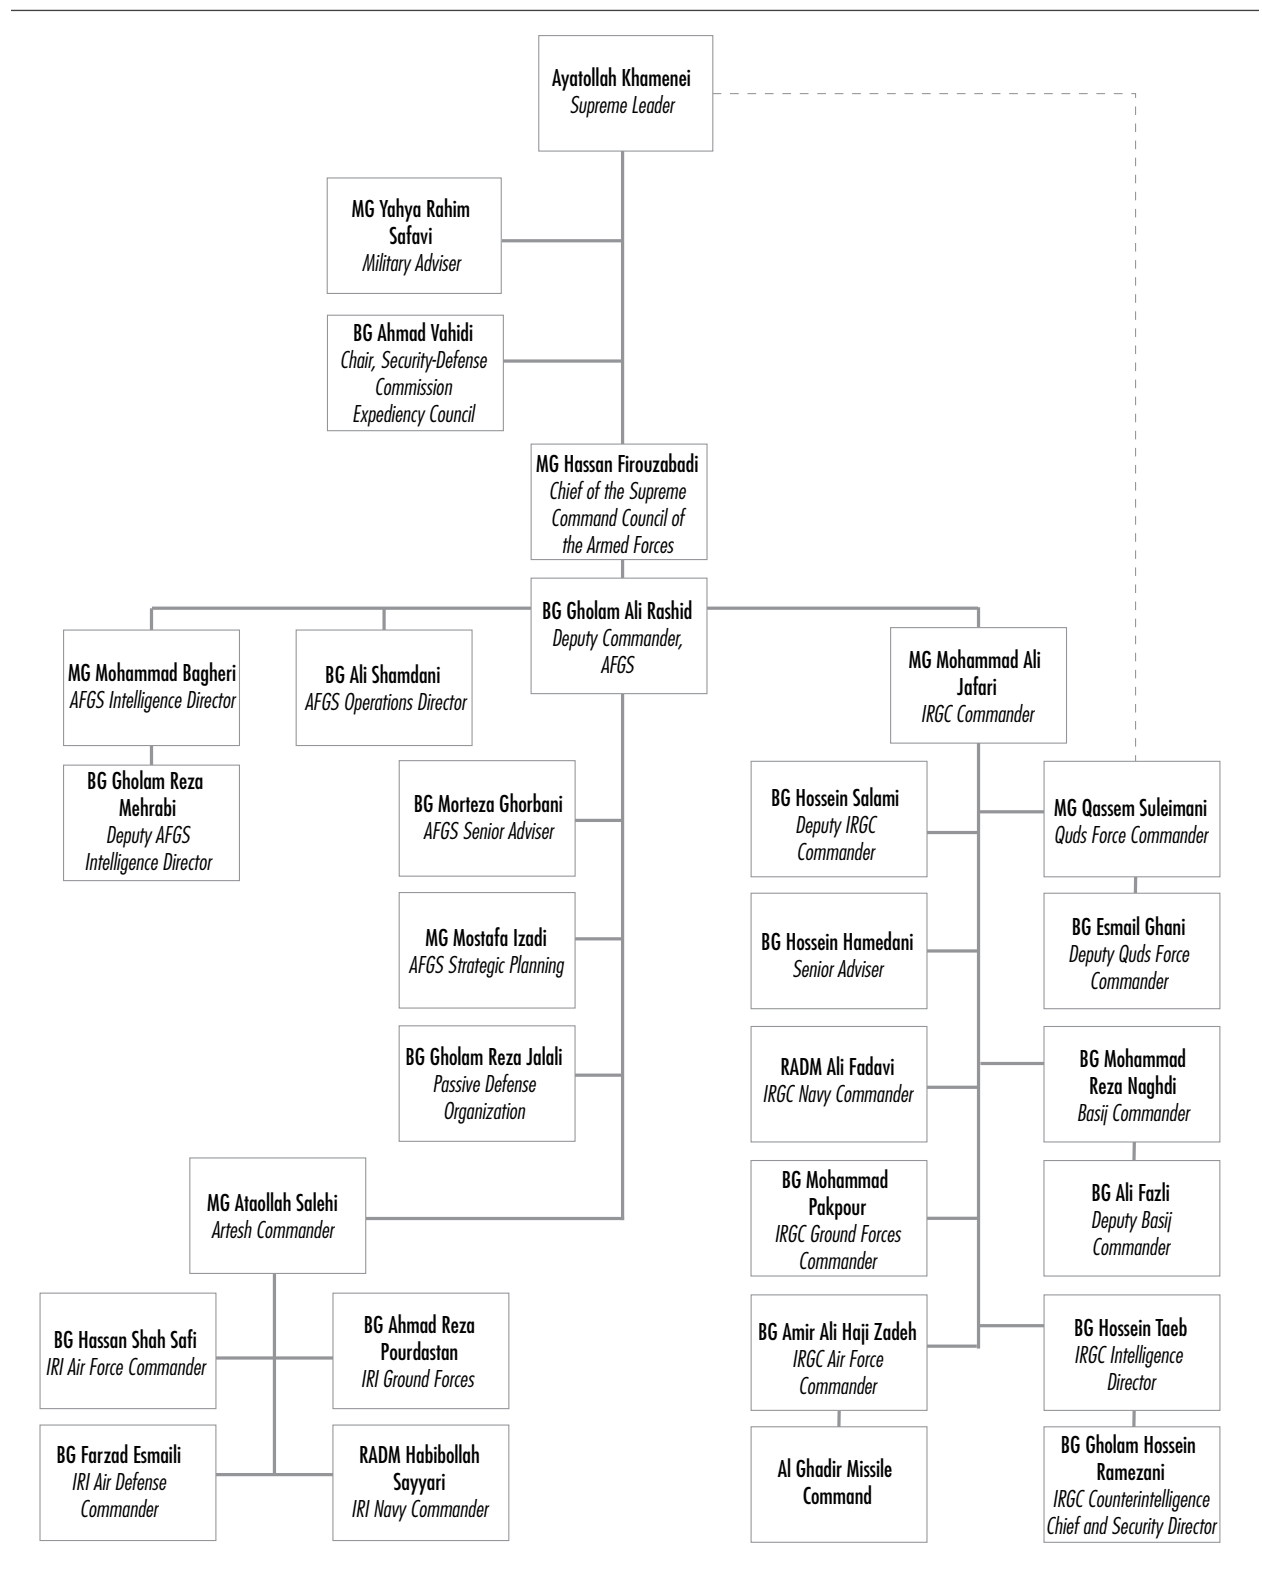 Ayatollah Khamenei
Supreme Leader
MG Yahya Rahim
Safavi
Military Adviser
BG Ahmad Vahidi
Chair, Security-Defense
Commission
Expediency Council
MG Hassan Firouzabadi
Chief of the Supreme
Command Council of
the Armed Forces
BG Gholam Ali Rashid
Deputy Commander,
AFGS
MG Mohammad Bagheri
AFGS Intelligence Director
BG Ali Shamdani
AFGS Operations Director
MG Mohammad Ali
Jafari
IRGC Commander
BG Gholam Reza
Mehrabi
Deputy AFGS
Intelligence Director
BG Morteza Ghorbani
AFGS Senior Adviser
BG Hossein Salami
Deputy IRGC
Commander
MG Qassem Suleimani
Quds Force Commander
MG Mostafa Izadi
AFGS Strategic Planning
BG Hossein Hamedani
Senior Adviser
BG Esmail Ghani
Deputy Quds Force
Commander
BG Gholam Reza Jalali
Passive Defense
Organization
RADM Ali Fadavi
IRGC Navy Commander
BG Mohammad
Reza Naghdi
Basij Commander
MG Ataollah Salehi
Artesh Commander
BG Mohammad
Pakpour
IRGC Ground Forces
Commander
BG Ali Fazli
Deputy Basij
Commander
BG Hassan Shah Safi
IRI Air Force Commander
BG Ahmad Reza
Pourdastan
IRI Ground Forces
BG Amir Ali Haji Zadeh
IRGC Air Force
Commander
BG Hossein Taeb
IRGC Intelligence
Director
BG Farzad Esmaili
IRI Air Defense
Commander
RADM Habibollah
Sayyari
IRI Navy Commander
Al Ghadir Missile
Command
BG Gholam Hossein
Ramezani
IRGC Counterintelligence
Chief and Security Director